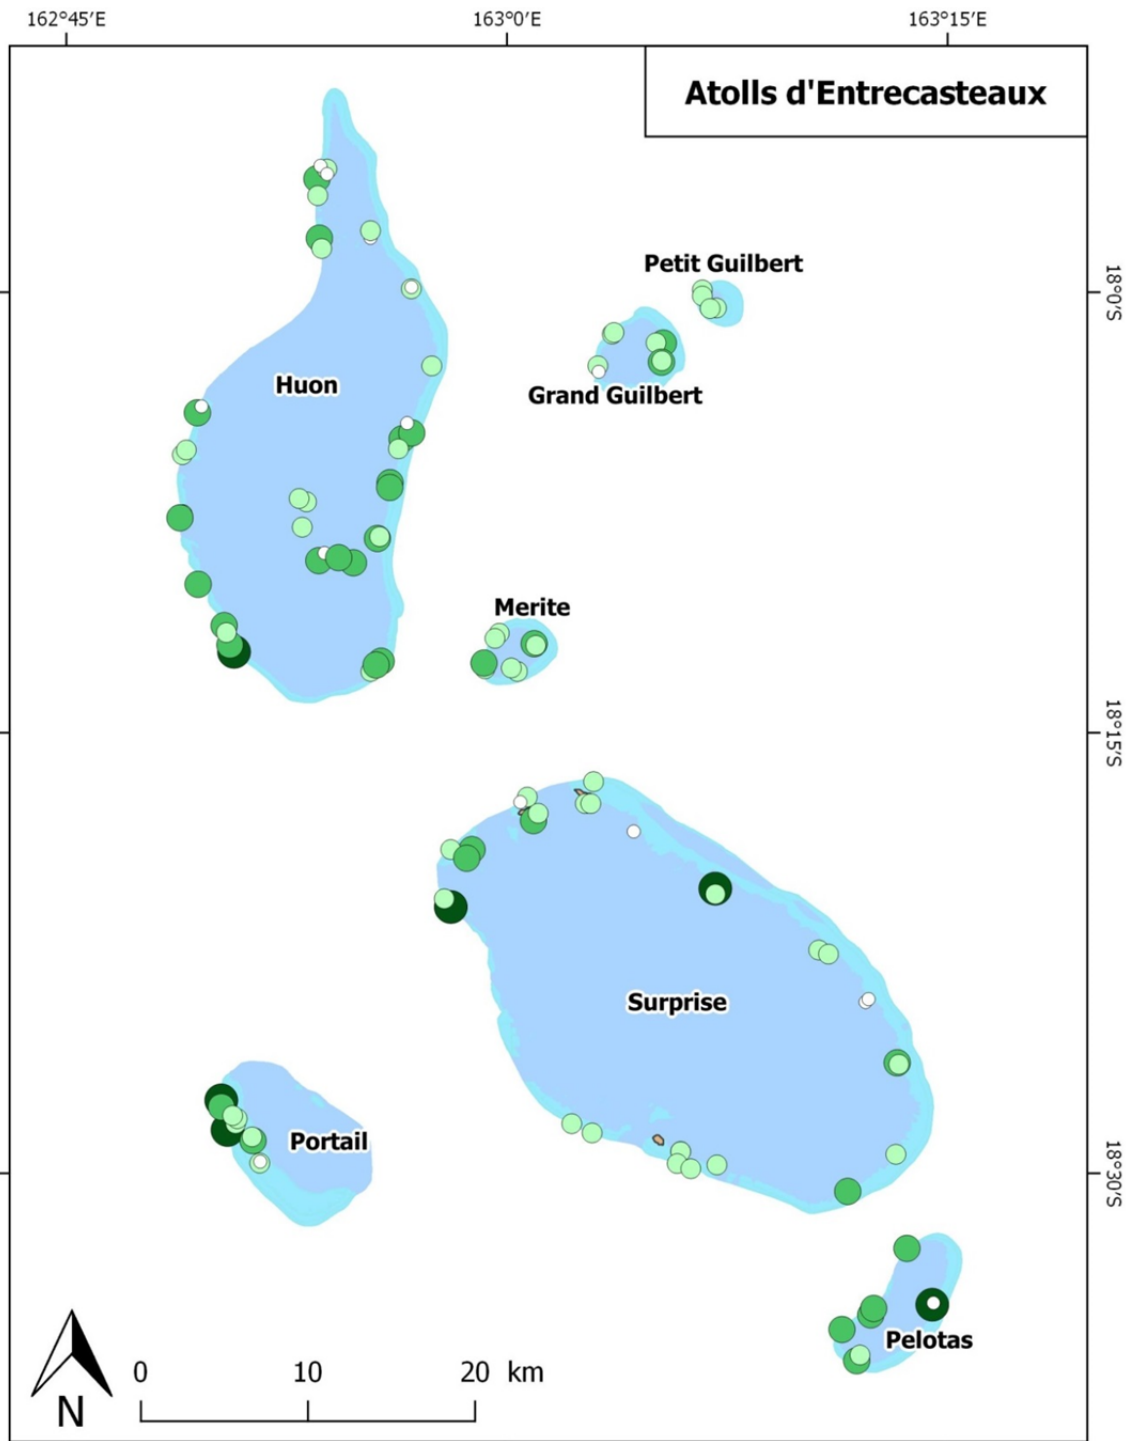 162°45'E 163°0'E 163°15'E
Atolls d'Entrecasteaux
Petit Guilbert
18°0'S
Huon
Grand Guilbert
Merite
18°15'S
Surprise
Portail
18°30'S
Pelotas
0 10 20 km
N